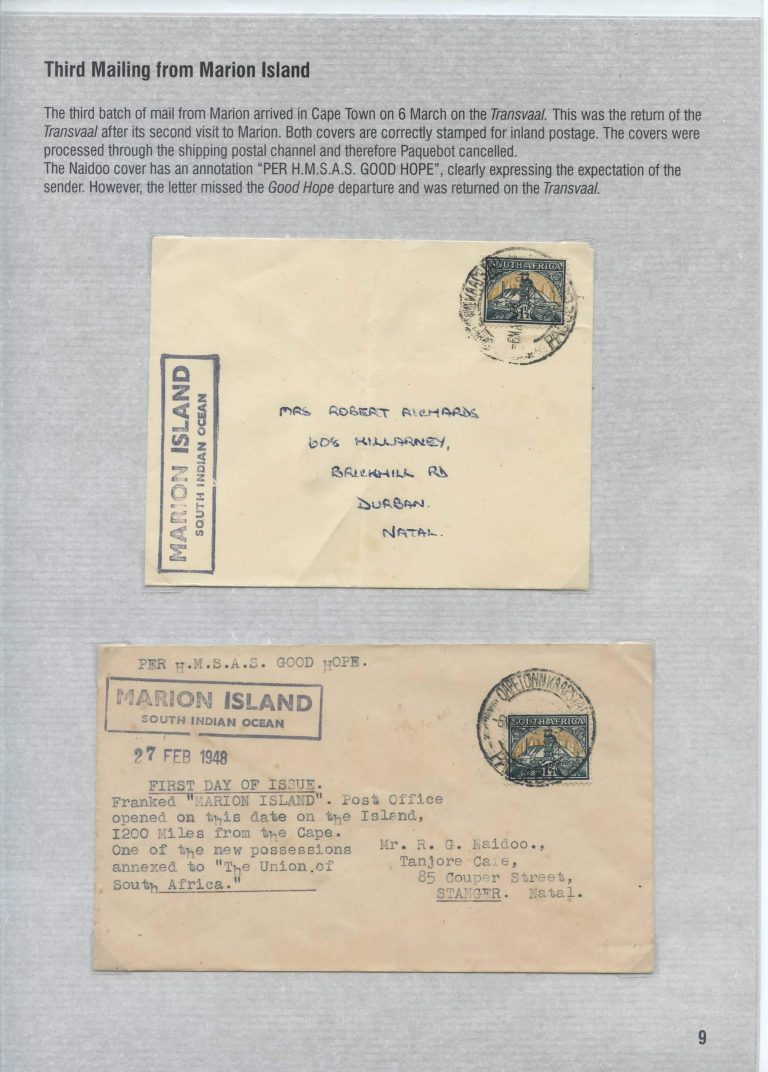 Third Mailing from Marion Island
The third batch of mail from Marion arrived in Cape Town on 6 March on the Transvaal. This was the return of the
Transvaal after its second visit to Marion. Both covers are correctly stamped for inland postage. The covers were
processed through the shipping postal channel and therefore Paquebot cancelled.
The Naidoo cover has an annotation "PER H.M.S.A.S. GOOD HOPE", clearly expressing the expectation of the
sender. However, the letter missed the Good Hope departure and was returned on the Transvaal.
SOUTH AFRICA
MARION ISLAND
SOUTH INDIAN OCEAN
MRS ROBERT RICHARDS
608 KILLARNEY,
BRICKHILL RD
DURBAN.
NATAL.
PER H.M.S.A.S. GOOD HOPE.
MARION ISLAND
SOUTH INDIAN OCEAN
27 FEB 1948
CAPETOWN
SOUTH AFRICA
FIRST DAY OF ISSUE.
Franked "MARION ISLAND". Post Office
opened on this date on the Island,
1200 Miles from the Cape.
One of the new possessions
annexed to "The Union.of
South Africa."
Mr. R. G. Naidoo.,
Tanjore Cafe,
85 Couper Street,
STANGER. Natal.
9